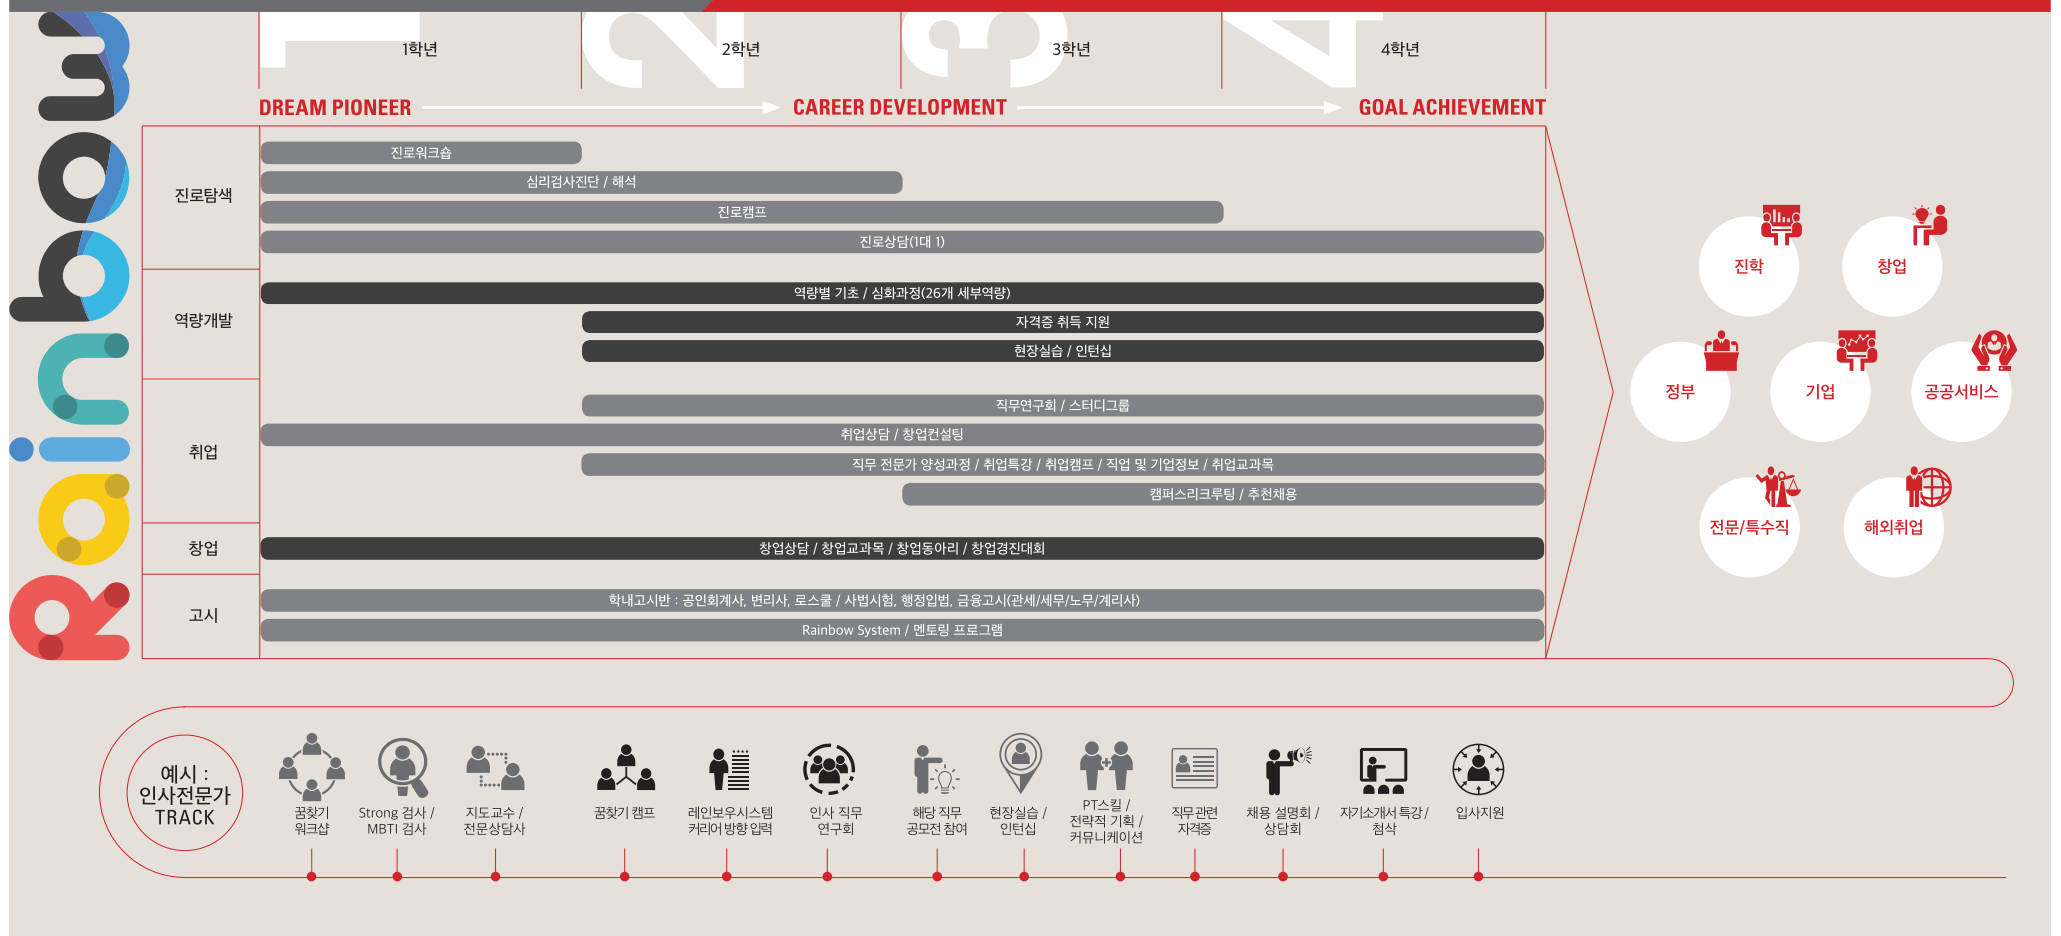 Rainbow
1학년
2학년
3학년
4학년
1
2
3
4
DREAM PIONEER
CAREER DEVELOPMENT
GOAL ACHIEVEMENT
진로탐색
진로워크숍
심리검사진단 / 해석
진로캠프
진로상담(1대 1)
역량개발
역량별 기초 / 심화과정(26개 세부역량)
자격증 취득 지원
현장실습 / 인턴십
취업
직무연구회 / 스터디그룹
취업상담 / 창업컨설팅
직무 전문가 양성과정 / 취업특강 / 취업캠프 / 직업 및 기업정보 / 취업교과목
캠퍼스리크루팅 / 추천채용
창업
창업상담 / 창업교과목 / 창업동아리 / 창업경진대회
고시
학내고시반 : 공인회계사, 변리사, 로스쿨 / 사법시험, 행정입법, 금융고시(관세/세무/노무/계리사)
Rainbow System / 멘토링 프로그램
진학
창업
정부
기업
공공서비스
전문/특수직
해외취업
예시 :
인사전문가
TRACK
꿈찾기
워크샵
Strong 검사 /
MBTI 검사
지도교수 /
전문상담사
꿈찾기 캠프
레인보우시스템
커리어 방향 입력
인사 직무
연구회
해당 직무
공모전 참여
현장실습 /
인턴십
PT스킬 /
전략적 기획 /
커뮤니케이션
직무관련
자격증
채용 설명회 /
상담회
자기소개서 특강 /
첨삭
입사지원